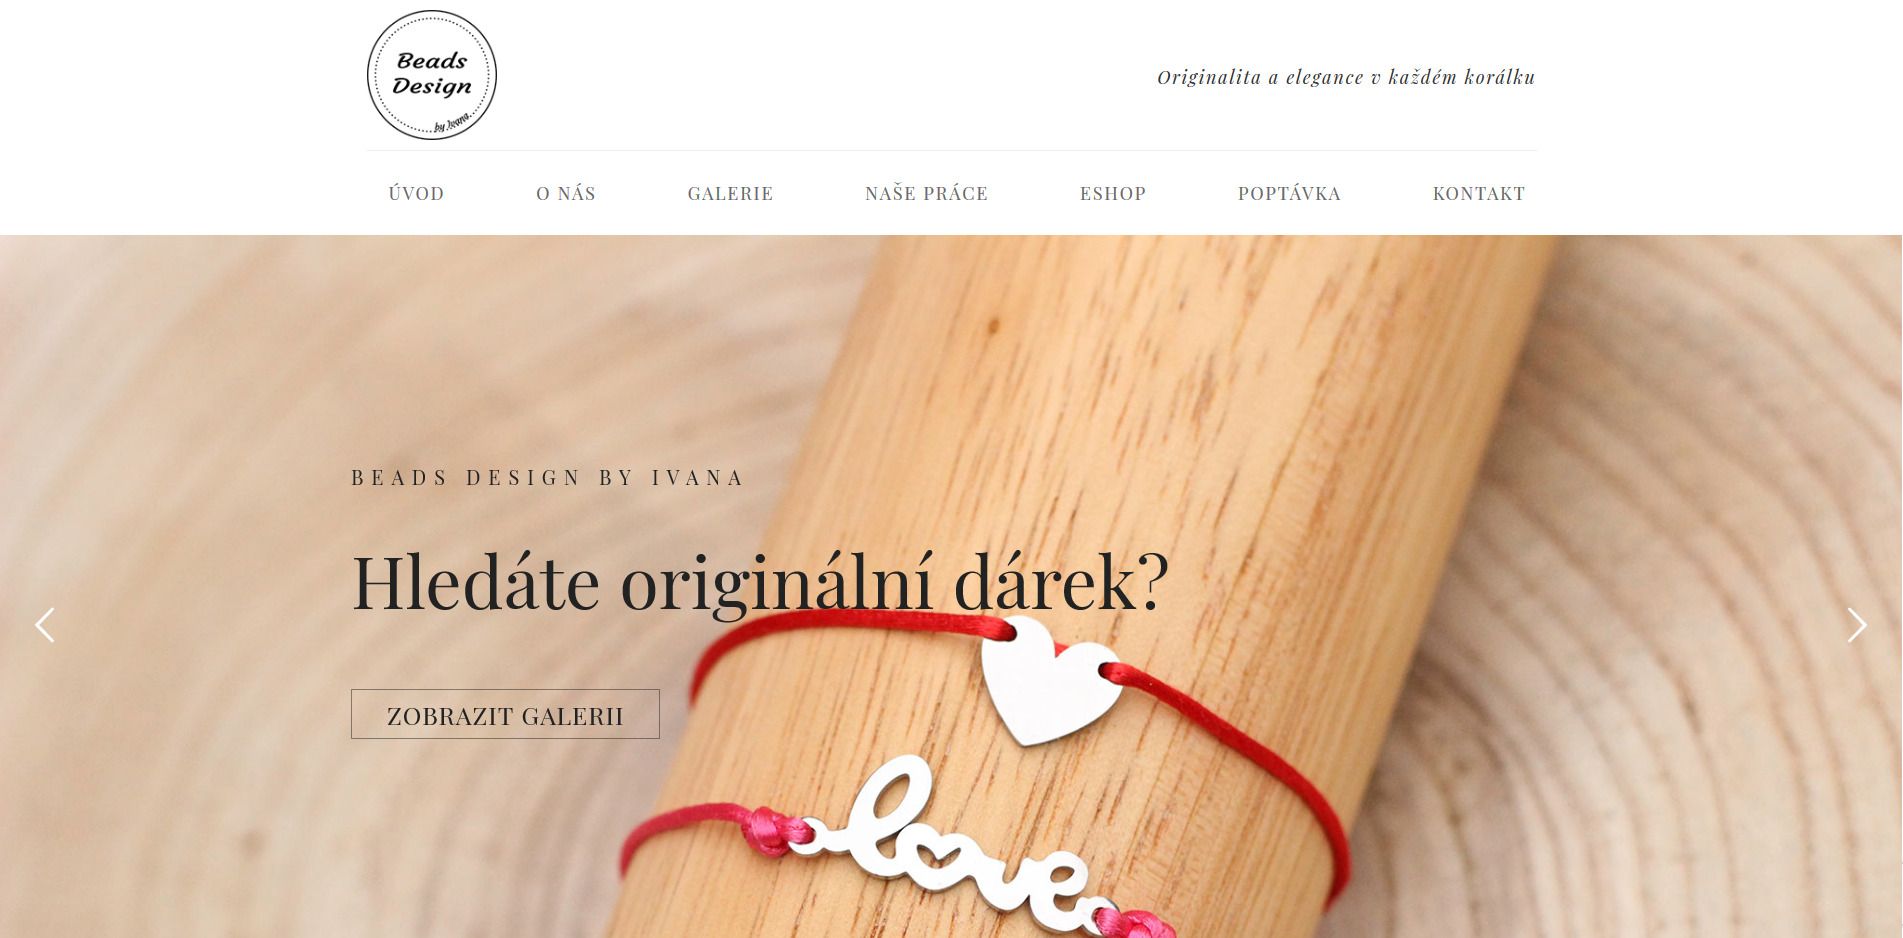 Beads
Design
by Ivana
Originalita a elegance v každém korálku
ÚVOD
O NÁS
GALERIE
NAŠE PRÁCE
ESHOP
POPTÁVKA
KONTAKT
BEADS DESIGN BY IVANA
Hledáte originální dárek?
ZOBRAZIT GALERII
love